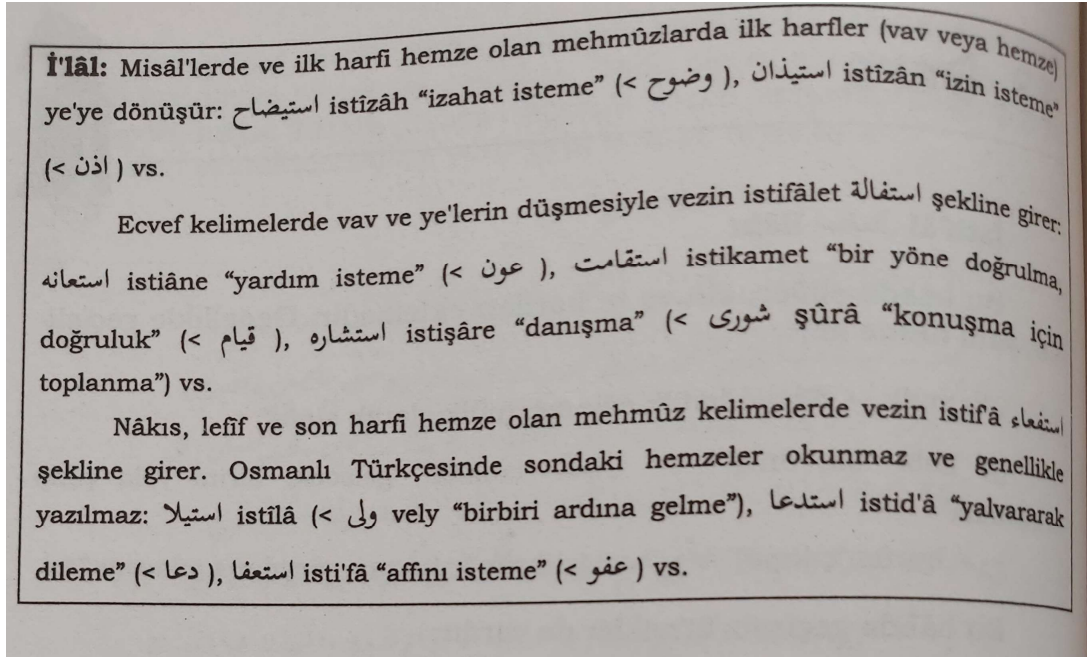 İ'lâl: Misâl'lerde ve ilk harfi hemze olan mehmûzlarda ilk harfler (vav veya hemze)
ye'ye dönüşür: استيضاح istîzâh “izahat isteme” (< وضوح ), استيذان istîzân “izin isteme”
(< اذن ) vs.
Ecvef kelimelerde vav ve ye'lerin düşmesiyle vezin istifâlet استفالة şekline girer:
استعانه istiâne “yardım isteme” (< عون ), استقامت istikamet “bir yöne doğrulma,
doğruluk” (< قيام ), استشاره istişâre “danışma” (< شورى şûrâ “konuşma için
toplanma”) vs.
Nâkıs, lefîf ve son harfi hemze olan mehmûz kelimelerde vezin istif'â استفعاء
şekline girer. Osmanlı Türkçesinde sondaki hemzeler okunmaz ve genellikle
yazılmaz: استيلا istîlâ (< ولى vely “birbiri ardına gelme”), استدعا istid'â “yalvararak
dileme” (< دعا ), استعفا isti'fâ “affını isteme” (< عفو ) vs.